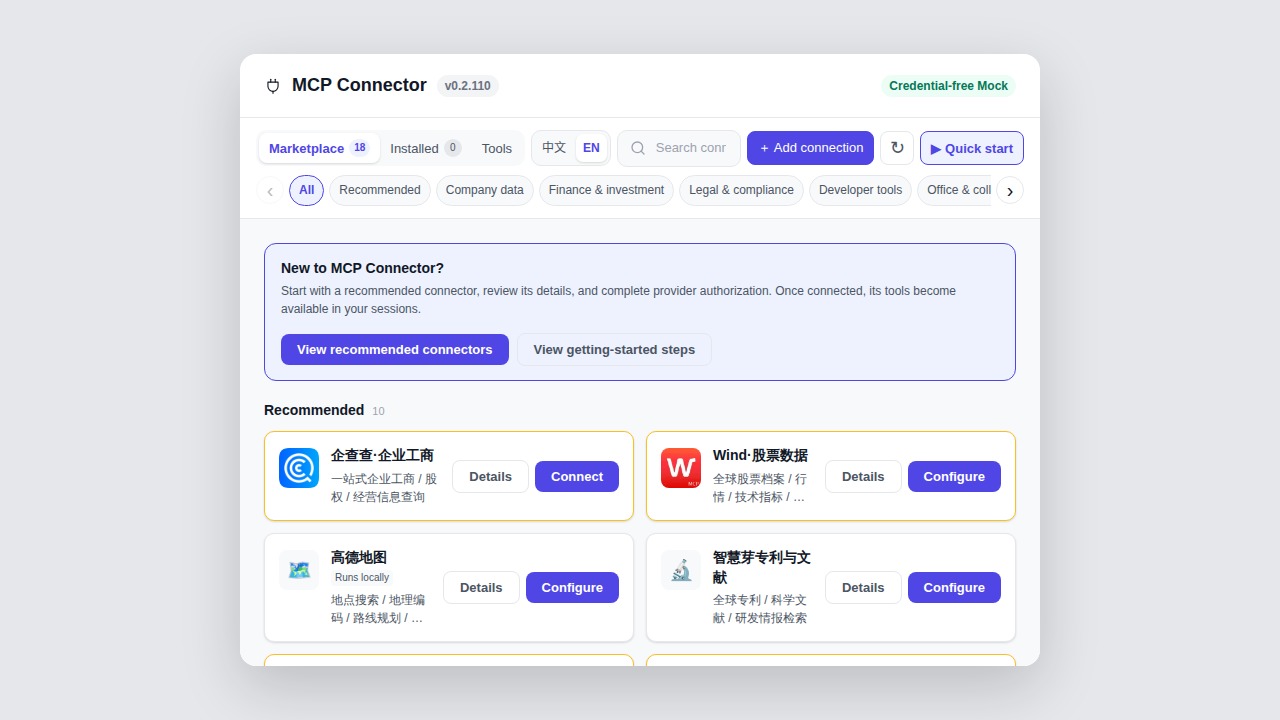 MCP Connector v0.2.110 Credential-free Mock
Marketplace 18 Installed 0 Tools 中文 EN Search conr + Add connection ↻ ▶ Quick start
‹ All Recommended Company data Finance & investment Legal & compliance Developer tools Office & coll ›
New to MCP Connector?
Start with a recommended connector, review its details, and complete provider authorization. Once connected, its tools become
available in your sessions.
View recommended connectors View getting-started steps
Recommended 10
企查查·企业工商
一站式企业工商 / 股
权 / 经营信息查询
Details Connect
Wind·股票数据
全球股票档案 / 行
情 / 技术指标 / …
Details Configure
高德地图
Runs locally
地点搜索 / 地理编
码 / 路线规划 / …
Details Configure
智慧芽专利与文
献
全球专利 / 科学文
献 / 研发情报检索
Details Configure